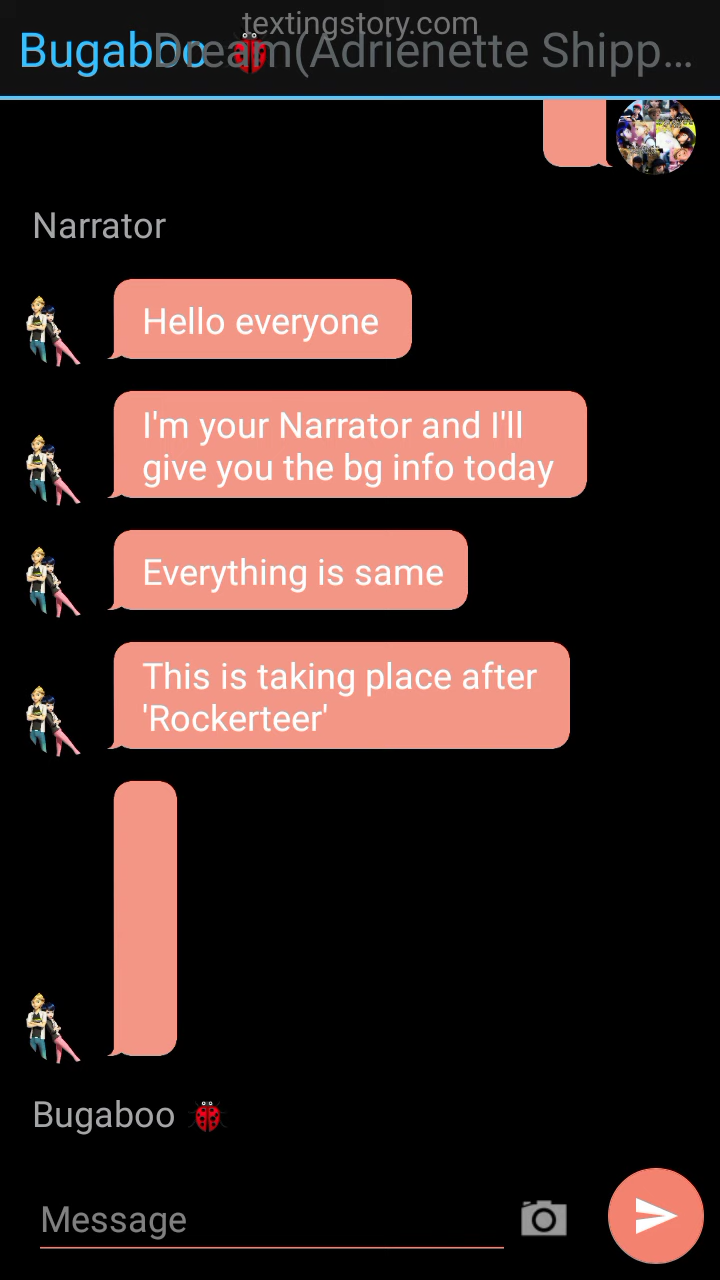 textingstory.com
Bugaboo 🐞
Dream(Adrienette Shipp...
Narrator
Hello everyone
I'm your Narrator and I'll
give you the bg info today
Everything is same
This is taking place after
'Rockerteer'
Bugaboo 🐞
Message